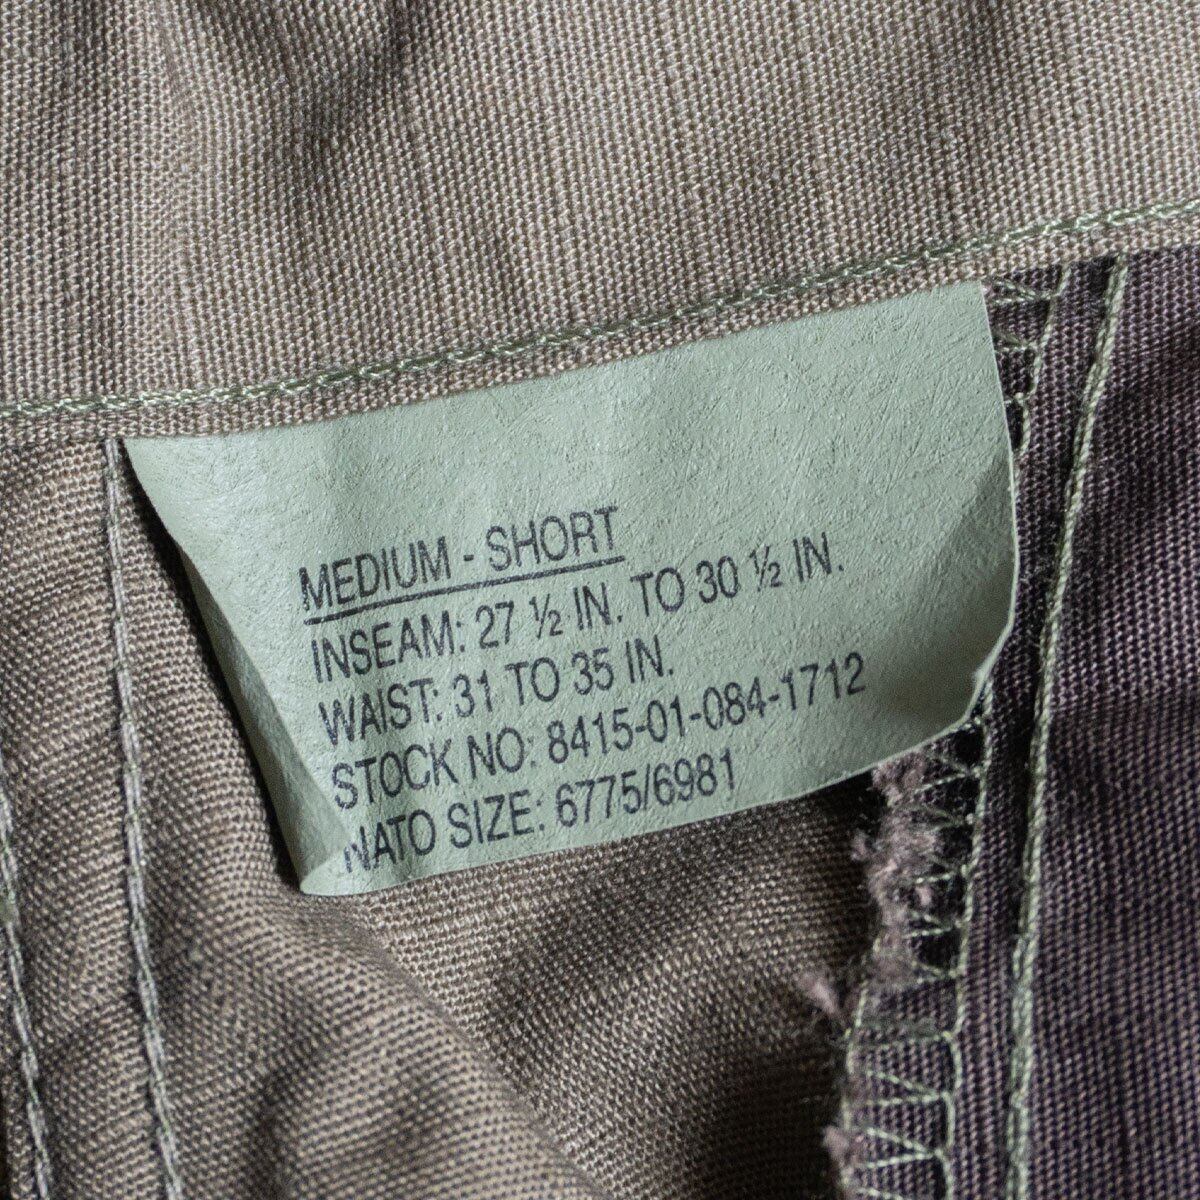 MEDIUM - SHORT
INSEAM: 27 ½ IN. TO 30 ½ IN.
WAIST: 31 TO 35 IN.
STOCK NO: 8415-01-084-1712
NATO SIZE: 6775/6981